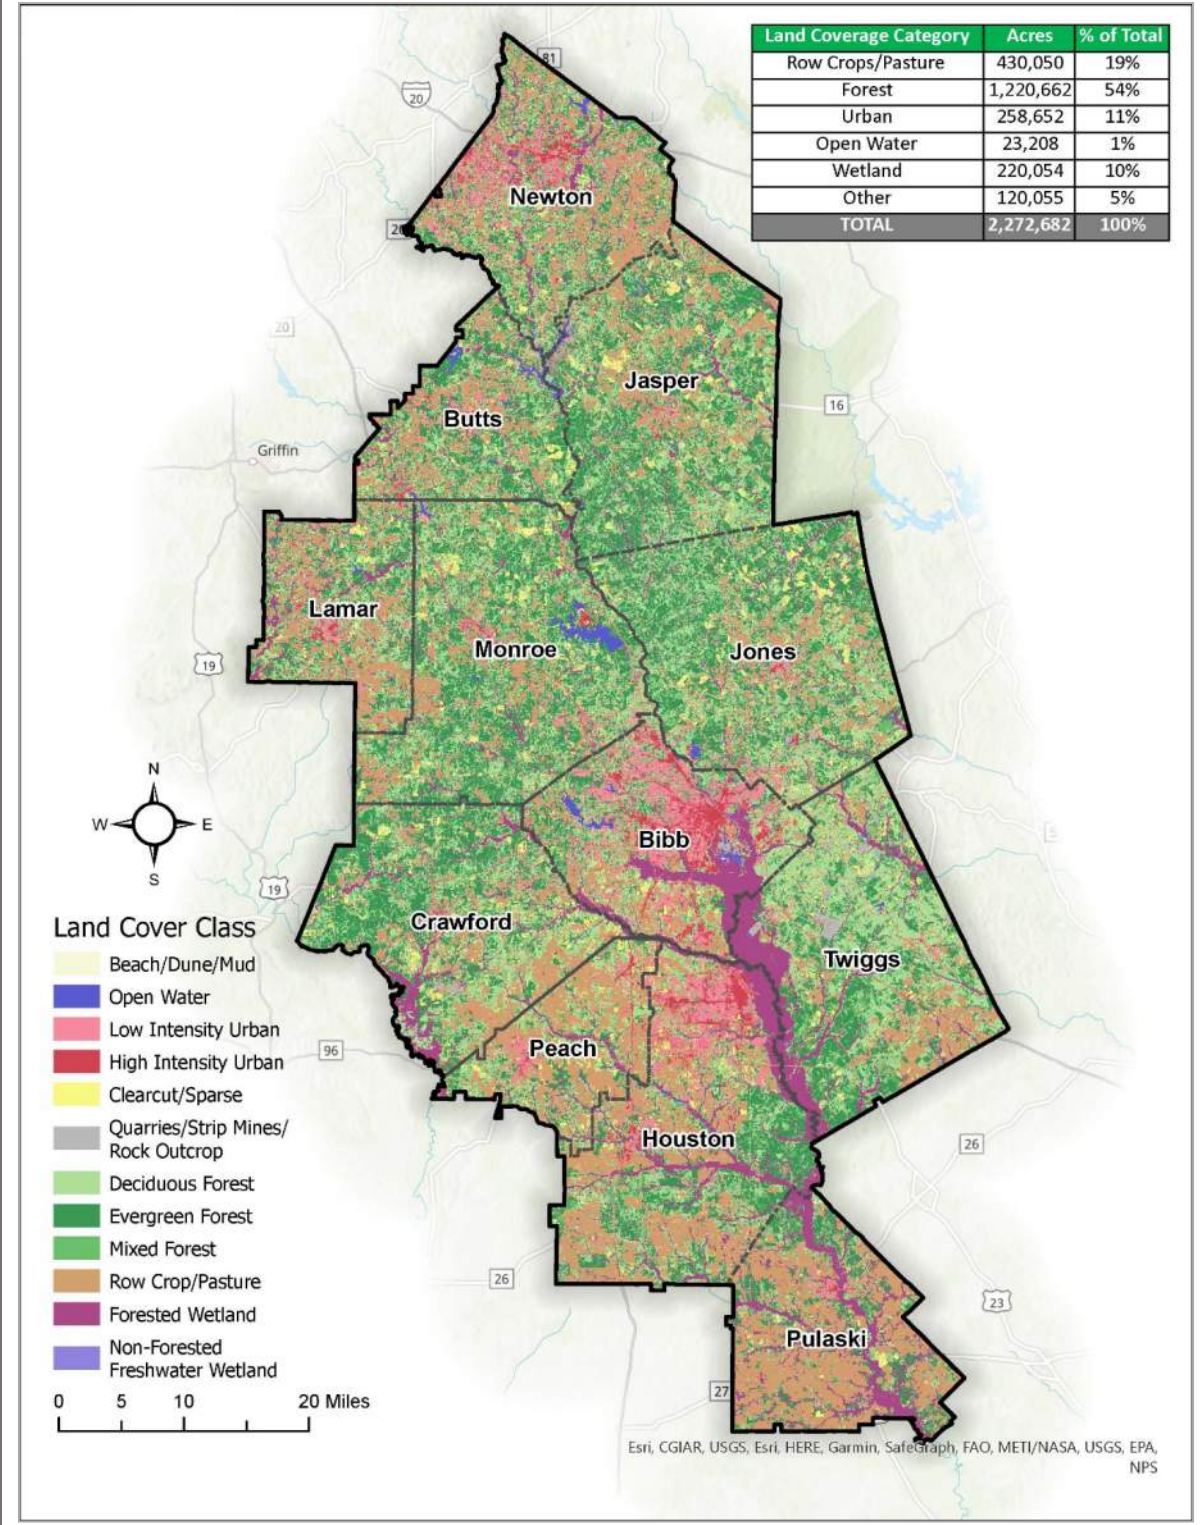 Land Coverage Category Acres % of Total
Row Crops/Pasture 430,050 19%
Forest 1,220,662 54%
Urban 258,652 11%
Open Water 23,208 1%
Wetland 220,054 10%
Other 120,055 5%
TOTAL 2,272,682 100%
81
20
Newton
20
Jasper
Butts
16
Griffin
Lamar
Monroe
Jones
19
N
W E
S
Bibb
19
Crawford
Twiggs
96
Peach
Houston
26
26
23
Pulaski
27
Land Cover Class
Beach/Dune/Mud
Open Water
Low Intensity Urban
High Intensity Urban
Clearcut/Sparse
Quarries/Strip Mines/
Rock Outcrop
Deciduous Forest
Evergreen Forest
Mixed Forest
Row Crop/Pasture
Forested Wetland
Non-Forested
Freshwater Wetland
0 5 10 20 Miles
Esri, CGIAR, USGS, Esri, HERE, Garmin, SafeGraph, FAO, METI/NASA, USGS, EPA,
NPS